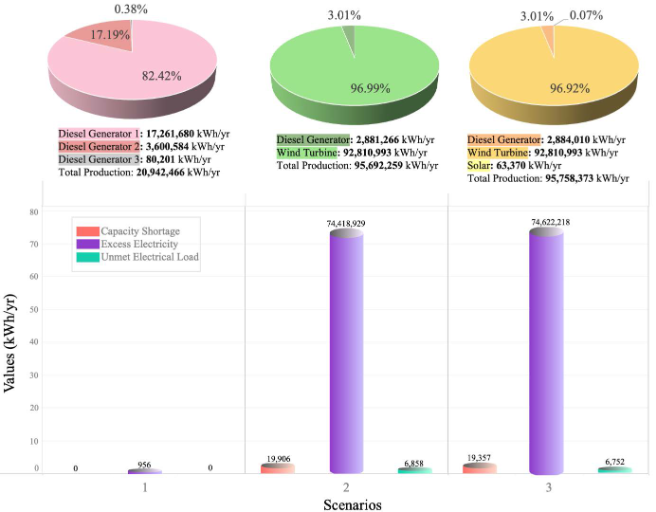 0.38%
17.19%
82.42%
Diesel Generator 1: 17,261,680 kWh/yr
Diesel Generator 2: 3,600,584 kWh/yr
Diesel Generator 3: 80,201 kWh/yr
Total Production: 20,942,466 kWh/yr
3.01%
96.99%
Diesel Generator: 2,881,266 kWh/yr
Wind Turbine: 92,810,993 kWh/yr
Total Production: 95,692,259 kWh/yr
3.01%
0.07%
96.92%
Diesel Generator: 2,884,010 kWh/yr
Wind Turbine: 92,810,993 kWh/yr
Solar: 63,370 kWh/yr
Total Production: 95,758,373 kWh/yr
Values (kWh/yr)
80
70
60
50
40
30
20
10
0
Capacity Shortage
Excess Electricity
Unmet Electrical Load
0
956
0
19,906
74,418,929
6,858
19,357
74,622,218
6,752
1
2
3
Scenarios